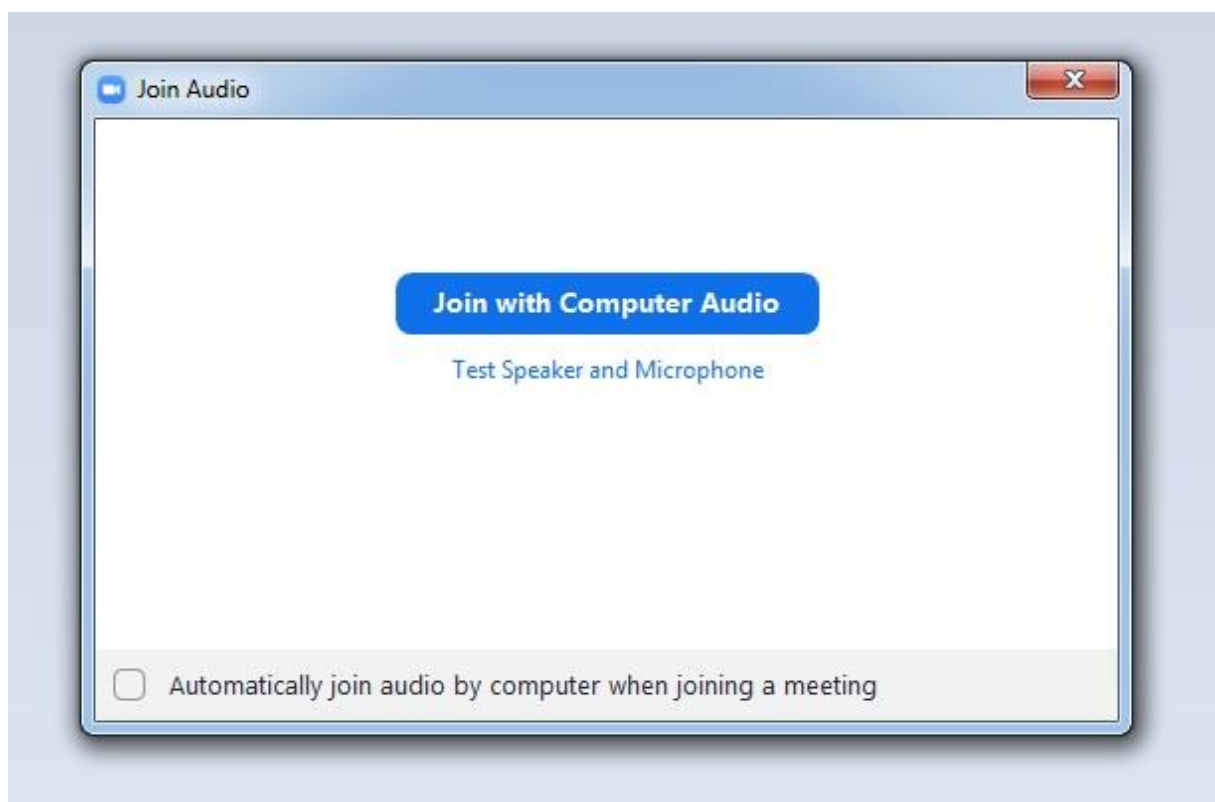 Join Audio
Join with Computer Audio
Test Speaker and Microphone
Automatically join audio by computer when joining a meeting